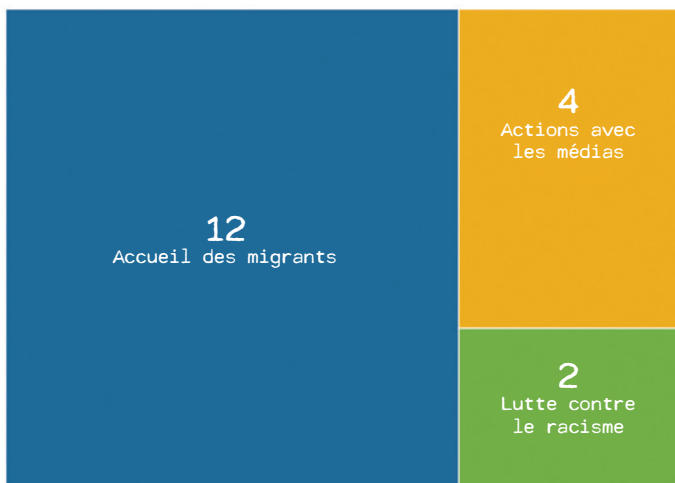 12
Accueil des migrants
4
Actions avec
les médias
2
Lutte contre
le racisme